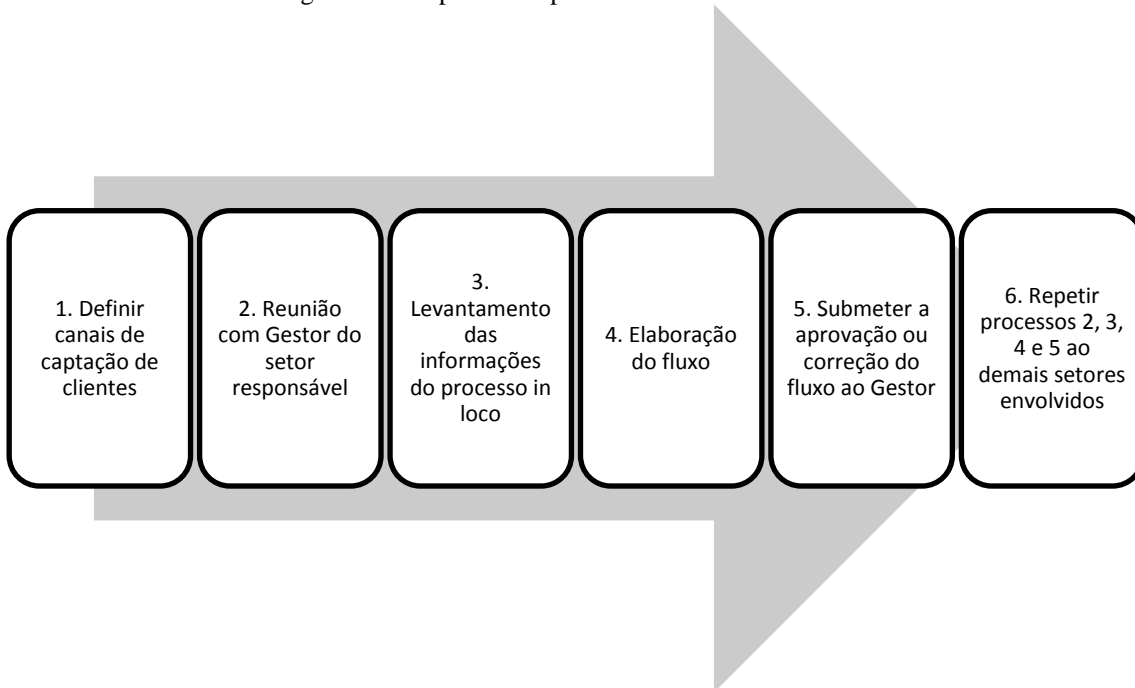 1. Definir
canais de
captação de
clientes
2. Reunião
com Gestor do
setor
responsável
3.
Levantamento
das
informações
do processo in
loco
4. Elaboração
do fluxo
5. Submeter a
aprovação ou
correção do
fluxo ao Gestor
6. Repetir
processos 2, 3,
4 e 5 ao
demais setores
envolvidos